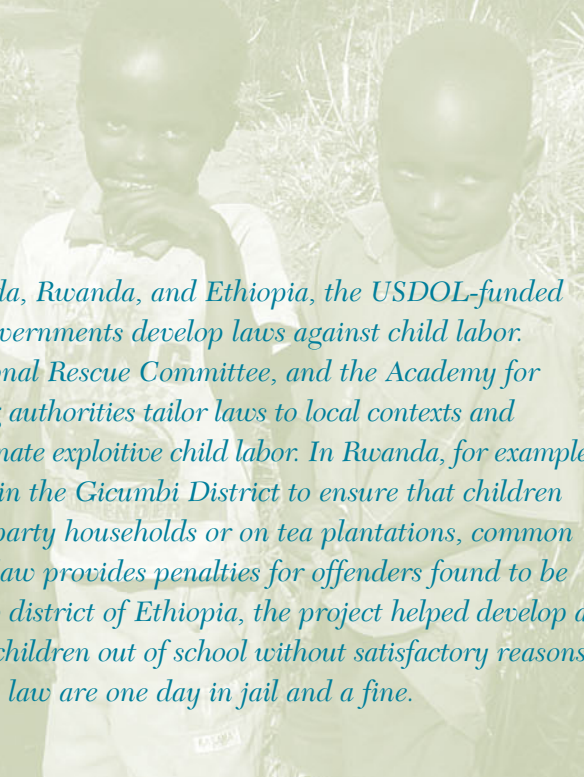 da, Rwanda, and Ethiopia, the USDOL-funded
vernments develop laws against child labor.
onal Rescue Committee, and the Academy for
g authorities tailor laws to local contexts and
nate exploitive child labor. In Rwanda, for example
in the Gicumbi District to ensure that children
party households or on tea plantations, common
aw provides penalties for offenders found to be
district of Ethiopia, the project helped develop a
children out of school without satisfactory reasons
law are one day in jail and a fine.